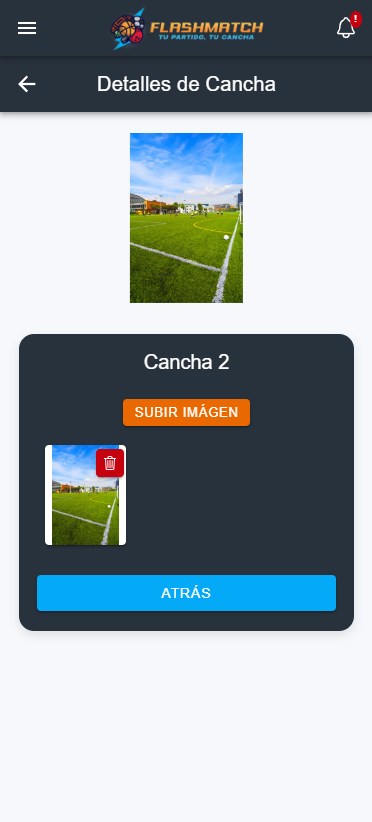 FLASHMATCH
TU PARTIDO, TU CANCHA
!
Detalles de Cancha
Cancha 2
SUBIR IMÁGEN
ATRÁS